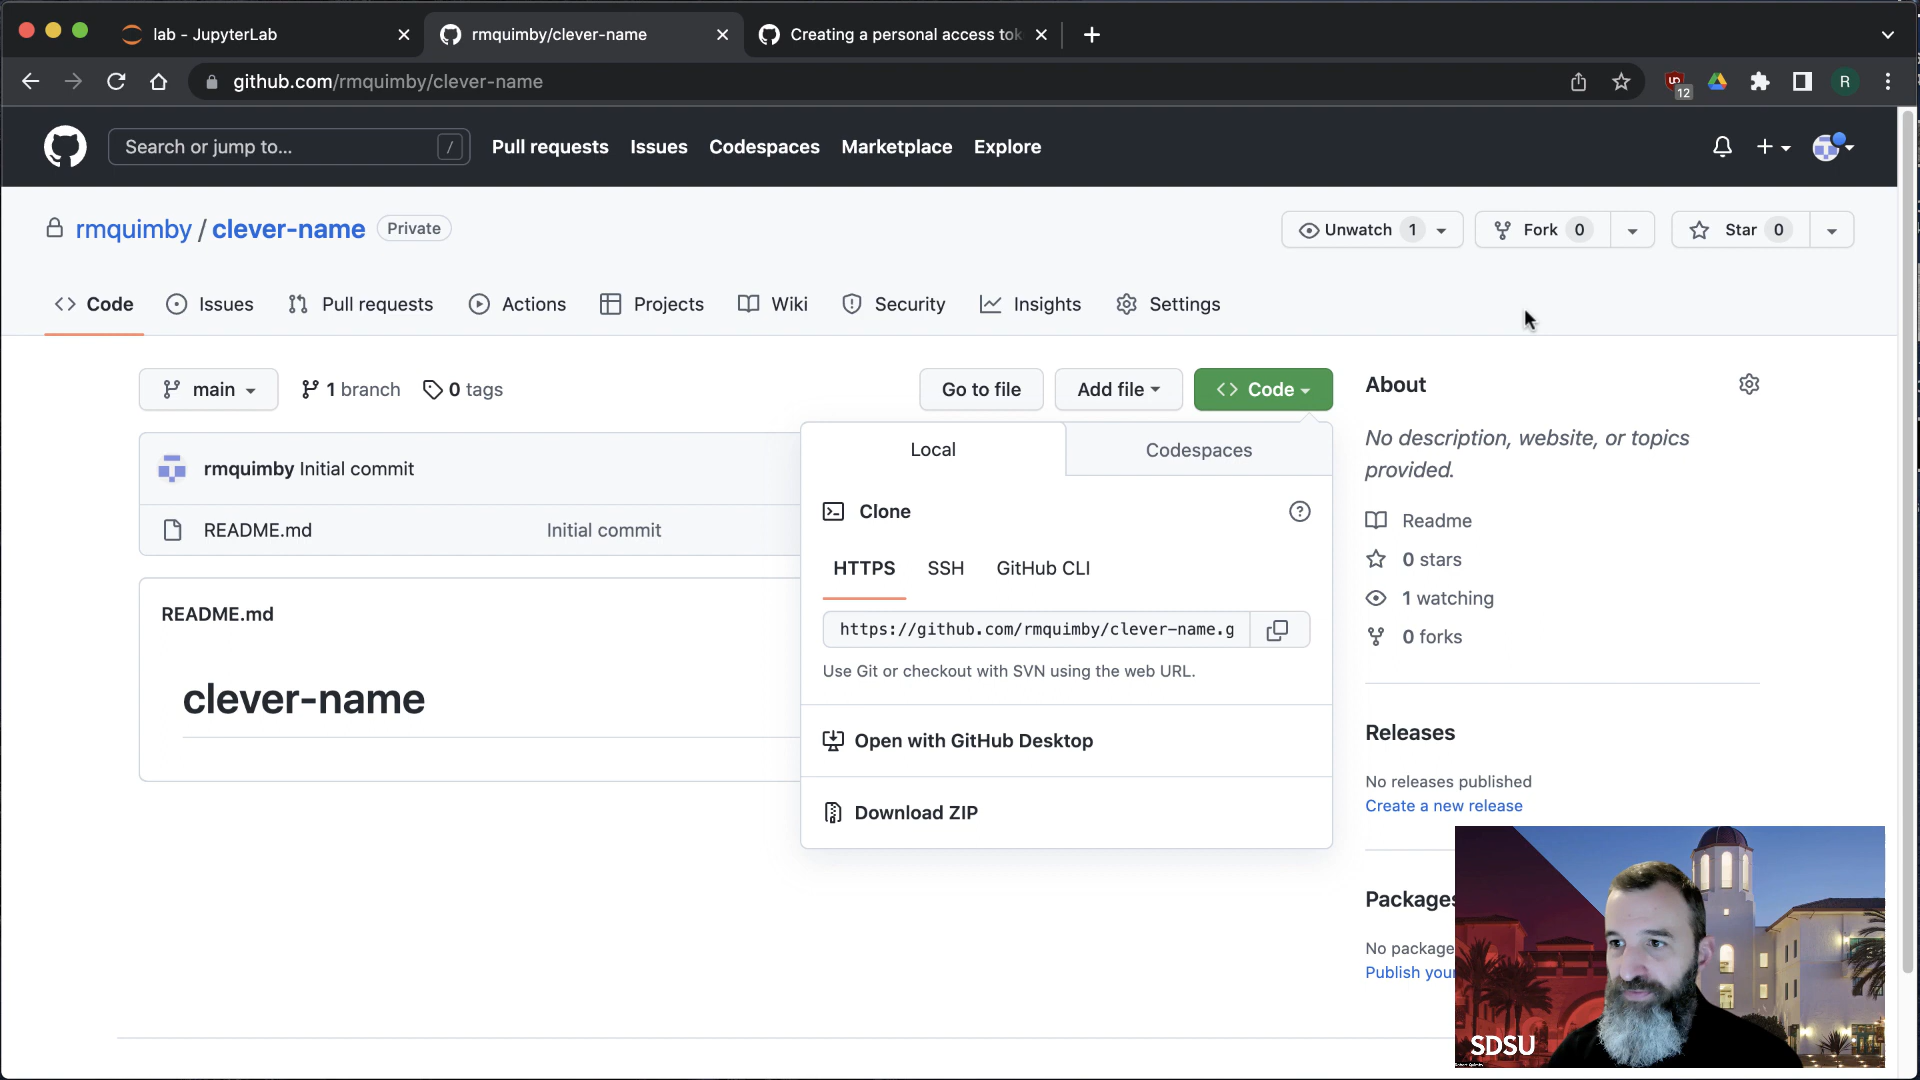 lab - JupyterLab
rmquimby/clever-name
Creating a personal access tok
github.com/rmquimby/clever-name
12
R
Search or jump to...
/
Pull requests
Issues
Codespaces
Marketplace
Explore
rmquimby / clever-name
Private
Unwatch 1
Fork 0
Star 0
Code
Issues
Pull requests
Actions
Projects
Wiki
Security
Insights
Settings
main
1 branch
0 tags
Go to file
Add file
Code
About
No description, website, or topics
provided.
Readme
0 stars
1 watching
0 forks
rmquimby Initial commit
README.md
Initial commit
README.md
clever-name
Local
Codespaces
Clone
HTTPS
SSH
GitHub CLI
https://github.com/rmquimby/clever-name.g
Use Git or checkout with SVN using the web URL.
Open with GitHub Desktop
Download ZIP
Releases
No releases published
Create a new release
Packages
No package
Publish your
SDSU